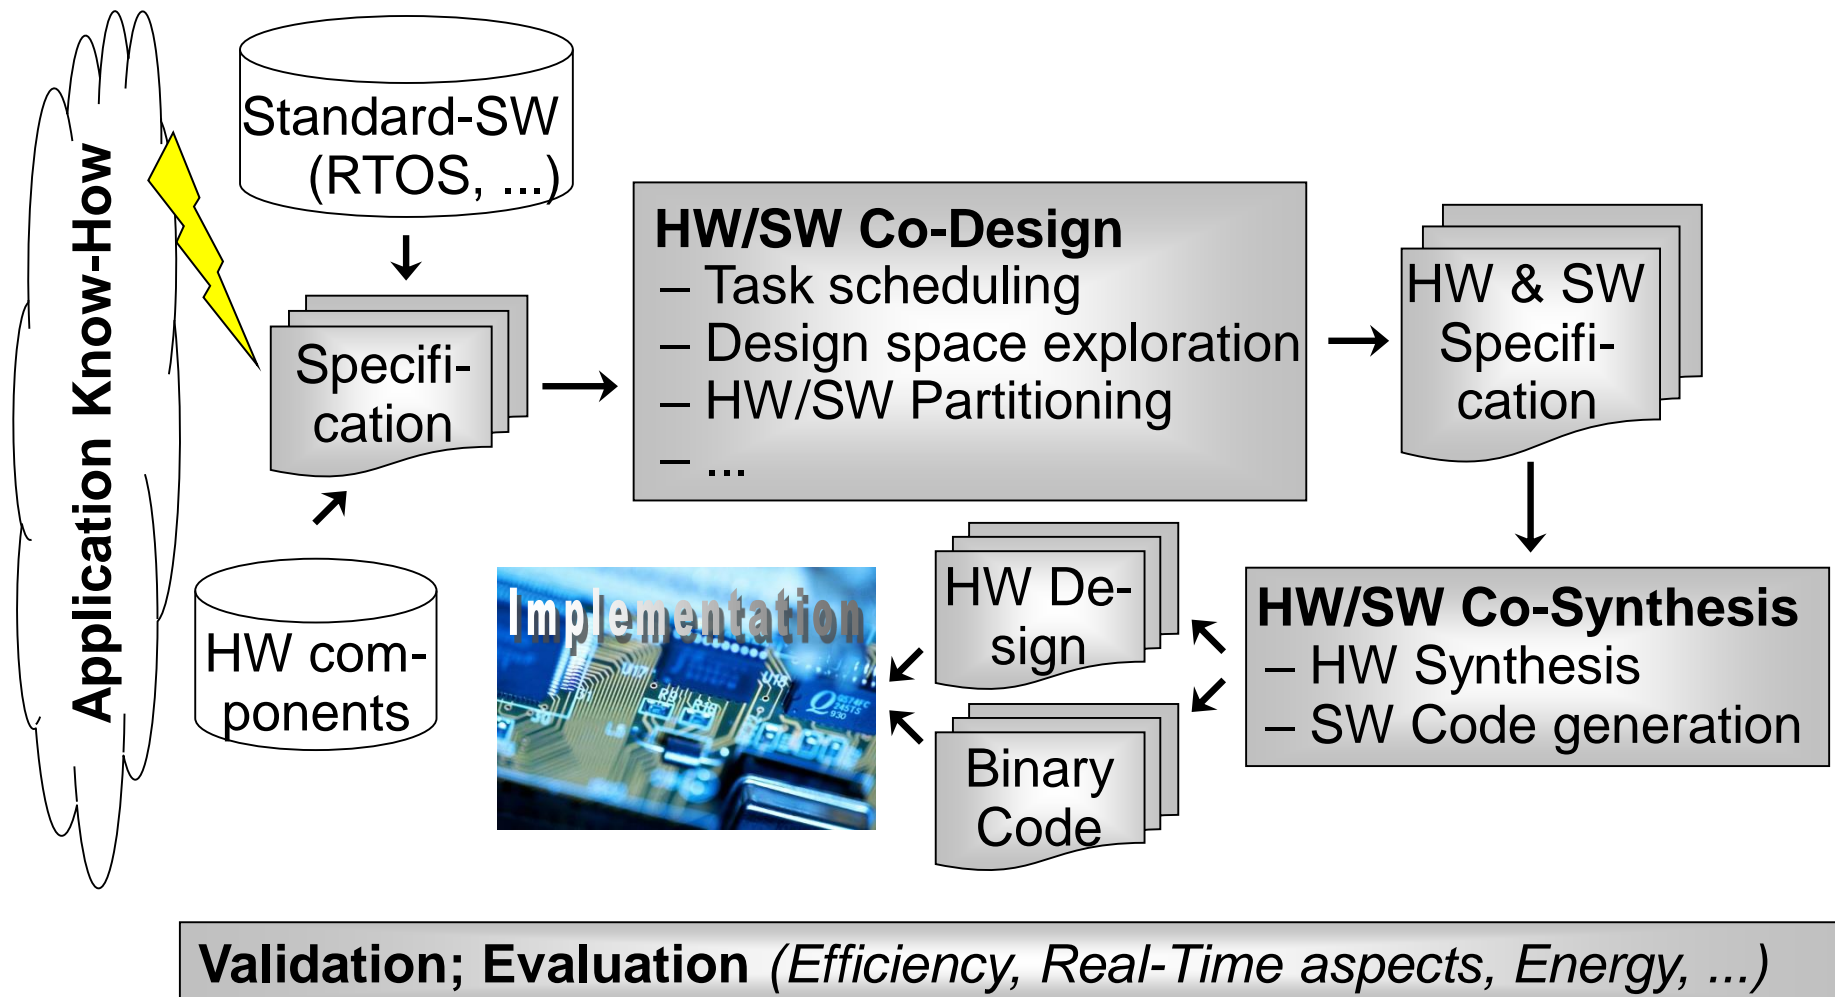 Application Know-How
Standard-SW
(RTOS, ...)
Specifi-
cation
HW com-
ponents
HW/SW Co-Design
– Task scheduling
– Design space exploration
– HW/SW Partitioning
– ...
HW & SW
Specifi-
cation
HW/SW Co-Synthesis
– HW Synthesis
– SW Code generation
HW De-
sign
Binary
Code
Implementation
U17
Validation; Evaluation (Efficiency, Real-Time aspects, Energy, ...)